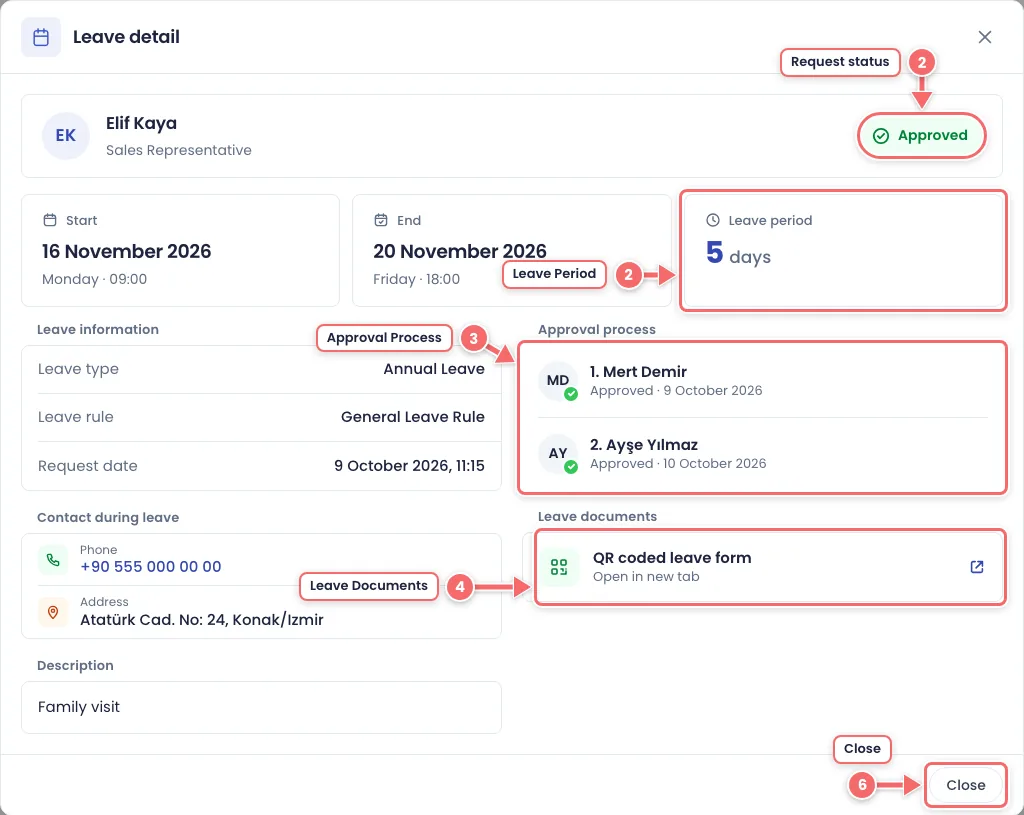 Leave detail
Request status
2
EK
Elif Kaya
Sales Representative
Approved
Start
16 November 2026
Monday · 09:00
End
20 November 2026
Friday · 18:00
Leave Period
2
Leave period
5 days
Leave information
Approval Process
3
Leave type
Annual Leave
Leave rule
General Leave Rule
Request date
9 October 2026, 11:15
Approval process
MD
1. Mert Demir
Approved · 9 October 2026
AY
2. Ayşe Yılmaz
Approved · 10 October 2026
Contact during leave
Phone
+90 555 000 00 00
Address
Atatürk Cad. No: 24, Konak/Izmir
Leave Documents
4
Leave documents
QR coded leave form
Open in new tab
Description
Family visit
Close
6
Close